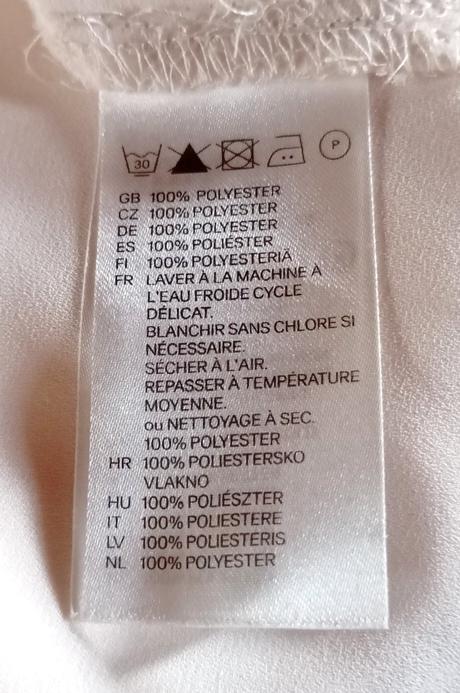 30 P
GB 100% POLYESTER
CZ 100% POLYESTER
DE 100% POLYESTER
ES 100% POLIÉSTER
FI 100% POLYESTERIÄ
FR LAVER À LA MACHINE À
L'EAU FROIDE CYCLE
DÉLICAT.
BLANCHIR SANS CHLORE SI
NÉCESSAIRE.
SÉCHER À L'AIR.
REPASSER À TEMPÉRATURE
MOYENNE.
ou NETTOYAGE À SEC.
100% POLYESTER
HR 100% POLIESTERSKO
VLAKNO
HU 100% POLIÉSZTER
IT 100% POLIESTERE
LV 100% POLIESTERIS
NL 100% POLYESTER